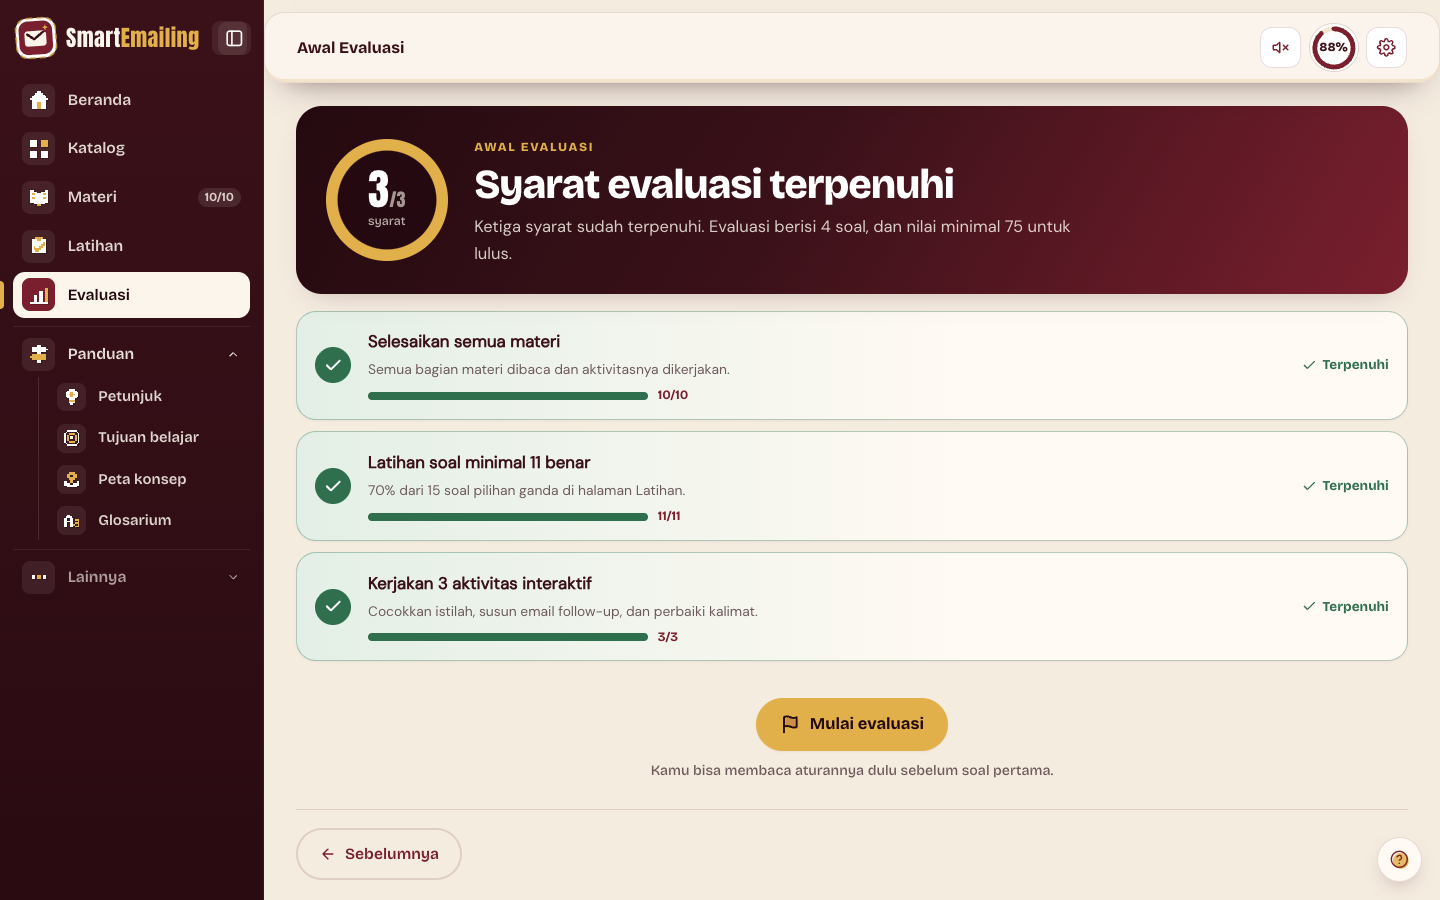 SmartEmailing
Beranda
Katalog
Materi 10/10
Latihan
Evaluasi
Panduan
Petunjuk
Tujuan belajar
Peta konsep
Glosarium
Lainnya
Awal Evaluasi
88%
3/3
syarat
AWAL EVALUASI
Syarat evaluasi terpenuhi
Ketiga syarat sudah terpenuhi. Evaluasi berisi 4 soal, dan nilai minimal 75 untuk
lulus.
Selesaikan semua materi
Semua bagian materi dibaca dan aktivitasnya dikerjakan.
10/10
Terpenuhi
Latihan soal minimal 11 benar
70% dari 15 soal pilihan ganda di halaman Latihan.
11/11
Terpenuhi
Kerjakan 3 aktivitas interaktif
Cocokkan istilah, susun email follow-up, dan perbaiki kalimat.
3/3
Terpenuhi
Mulai evaluasi
Kamu bisa membaca aturannya dulu sebelum soal pertama.
Sebelumnya
?